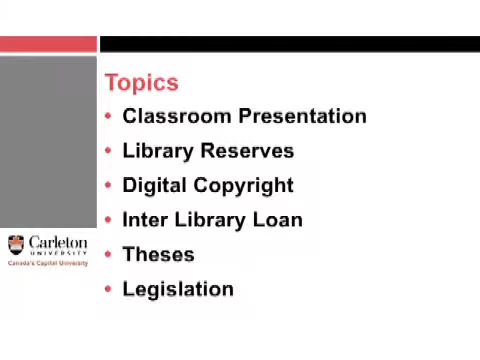 Topics
• Classroom Presentation
• Library Reserves
• Digital Copyright
• Inter Library Loan
• Theses
• Legislation
Carleton
UNIVERSITY
Canada's Capital University